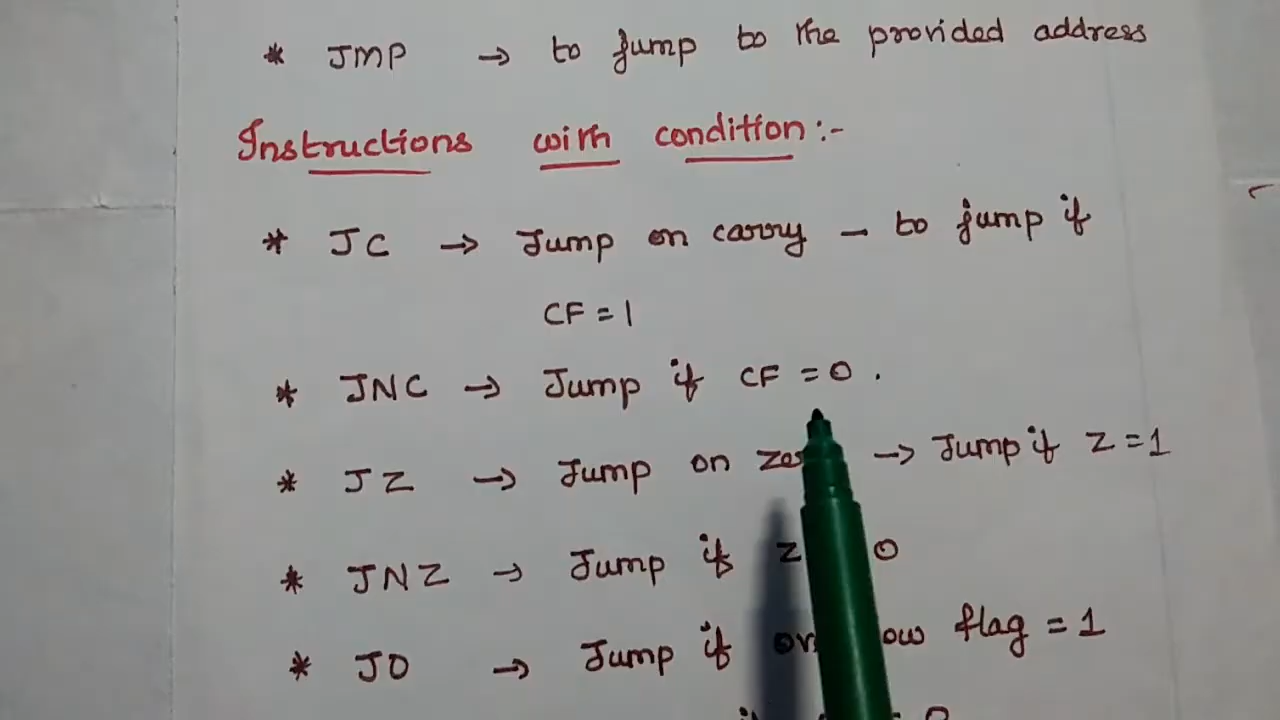 * JMP → to jump to the provided address
Instructions with condition:-
* JC → Jump on carry – to jump if
CF = 1
* JNC → Jump if CF = 0.
* JZ → Jump on → Jump if Z = 1
* JNZ → Jump if Z 0
* JO → Jump if flag = 1